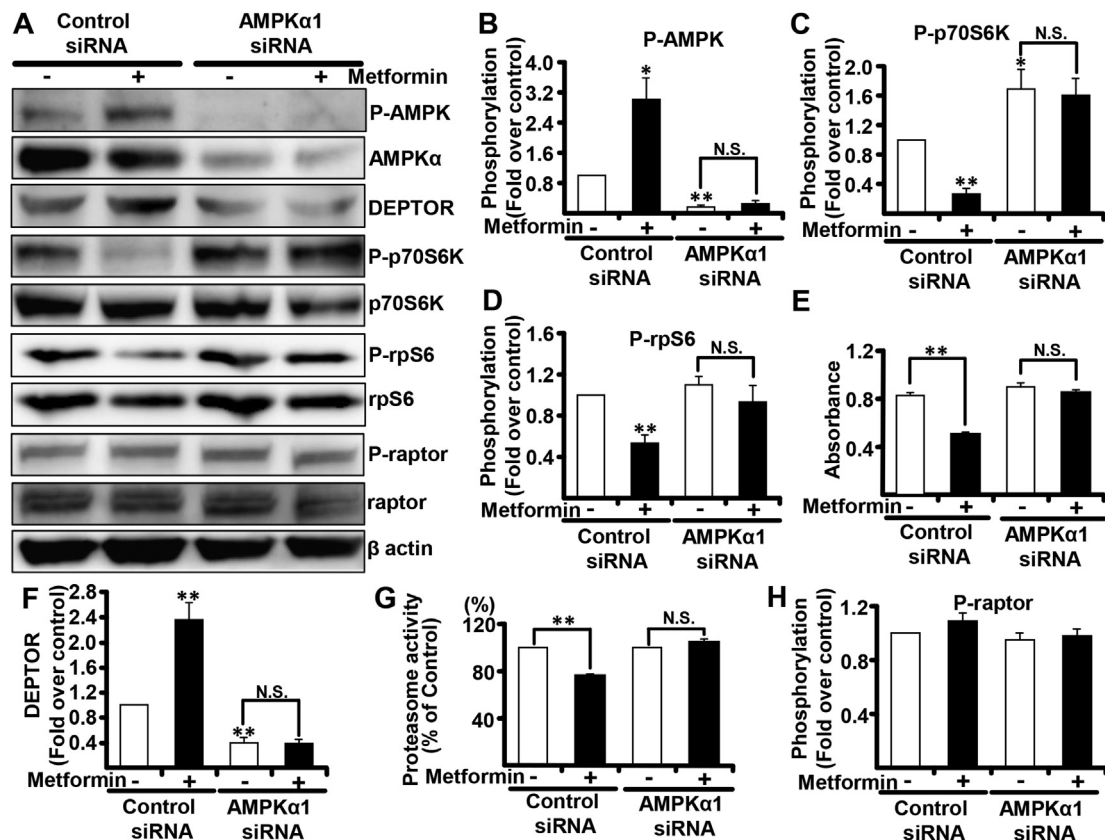 A
Control
siRNA
AMPKα1
siRNA
- + - + Metformin
P-AMPK
AMPKα
DEPTOR
P-p70S6K
p70S6K
P-rpS6
rpS6
P-raptor
raptor
β actin
B
P-AMPK
Phosphorylation
(Fold over control)
3.0
2.4
1.6
0.8
*
**
N.S.
Metformin - + - +
Control
siRNA
AMPKα1
siRNA
C
P-p70S6K
Phosphorylation
(Fold over control)
2.0
1.6
1.2
0.8
0.4
**
*
N.S.
Metformin - + - +
Control
siRNA
AMPKα1
siRNA
D
P-rpS6
Phosphorylation
(Fold over control)
1.2
0.8
0.4
**
N.S.
Metformin - + - +
Control
siRNA
AMPKα1
siRNA
E
Absorbance
1.2
0.8
0.4
**
N.S.
Metformin - + - +
Control
siRNA
AMPKα1
siRNA
F
DEPTOR
(Fold over control)
2.8
2.4
2.0
1.6
1.2
0.8
0.4
**
**
N.S.
Metformin - + - +
Control
siRNA
AMPKα1
siRNA
G
Proteasome activity
(% of Control)
(%)
120
80
40
**
N.S.
Metformin - + - +
Control
siRNA
AMPKα1
siRNA
H
P-raptor
Phosphorylation
(Fold over control)
1.2
0.8
0.4
Metformin - + - +
Control
siRNA
AMPKα1
siRNA